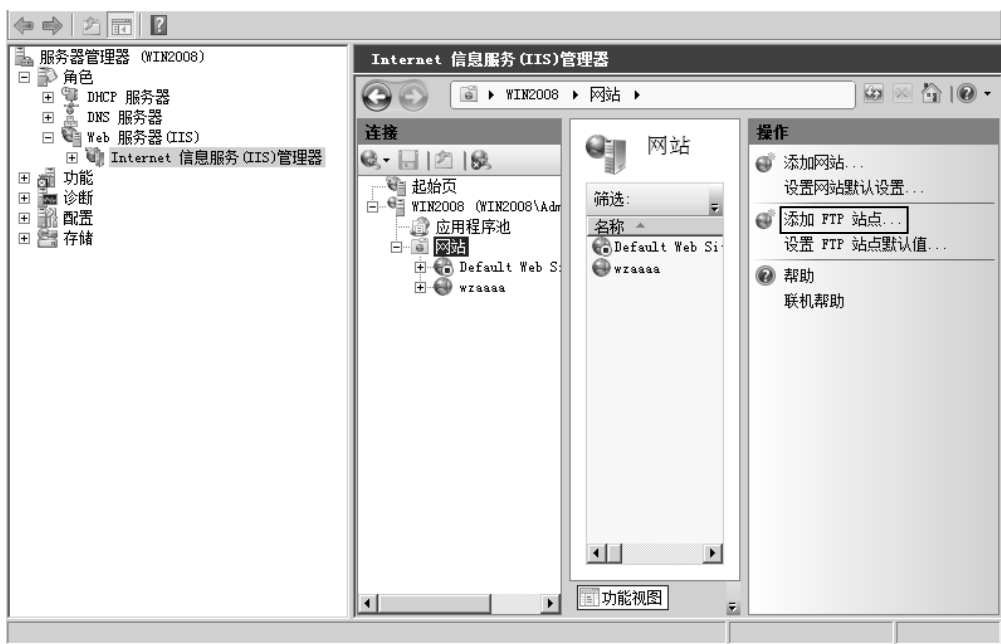 服务器管理器 (WIN2008)
角色
DHCP 服务器
DNS 服务器
Web 服务器(IIS)
Internet 信息服务(IIS)管理器
功能
诊断
配置
存储
Internet 信息服务(IIS)管理器
WIN2008 网站
连接
起始页
WIN2008 (WIN2008\Adm
应用程序池
网站
Default Web S
wzaaaa
网站
筛选:
名称
Default Web Si
wzaaaa
功能视图
操作
添加网站...
设置网站默认设置...
添加 FTP 站点...
设置 FTP 站点默认值...
帮助
联机帮助